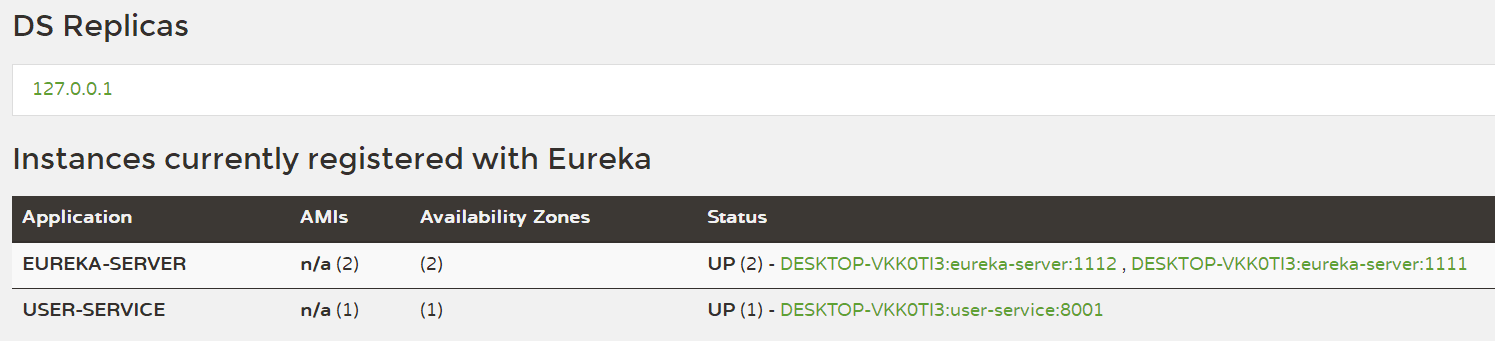 DS Replicas
127.0.0.1
Instances currently registered with Eureka
Application AMIs Availability Zones Status
EUREKA-SERVER n/a (2) (2) UP (2) - DESKTOP-VKK0TI3:eureka-server:1112 , DESKTOP-VKK0TI3:eureka-server:1111
USER-SERVICE n/a (1) (1) UP (1) - DESKTOP-VKK0TI3:user-service:8001